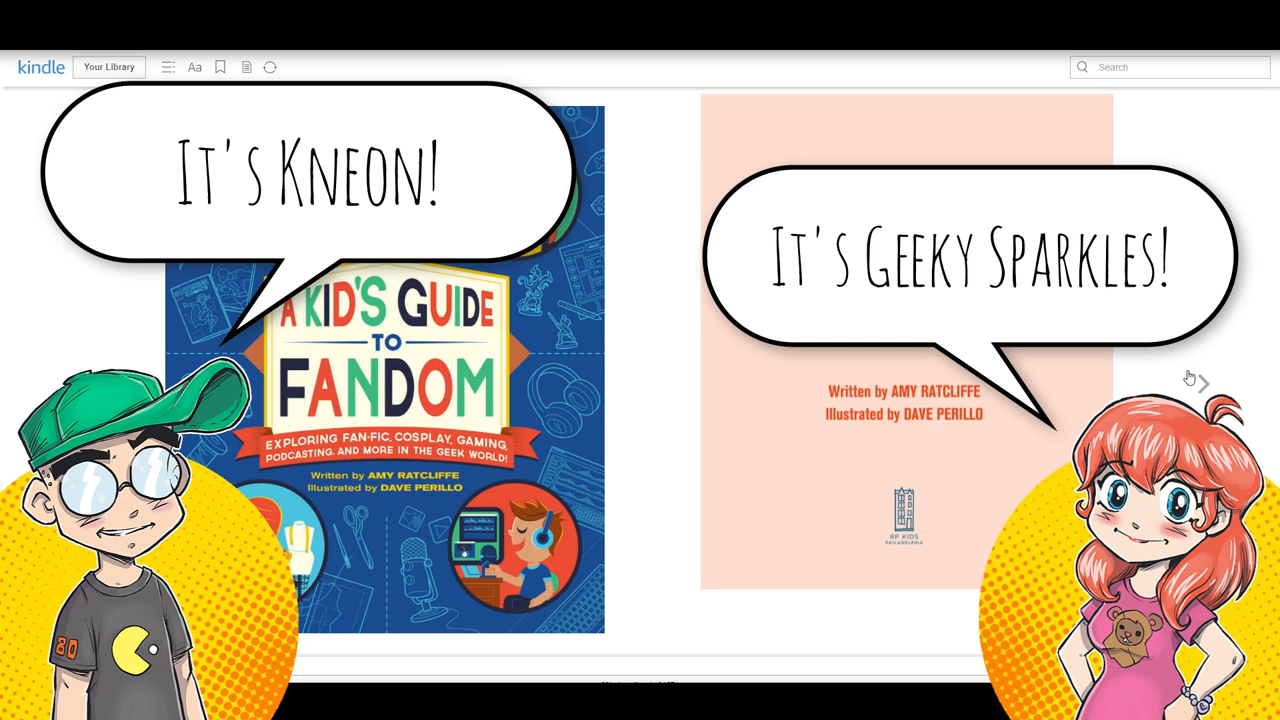 kindle
Your Library
Aa
Search
It's Kneon!
It's Geeky Sparkles!
A KID'S GUIDE
TO
FANDOM
EXPLORING FAN-FIC, COSPLAY, GAMING,
PODCASTING, AND MORE IN THE GEEK WORLD!
Written by AMY RATCLIFFE
Illustrated by DAVE PERILLO
Written by AMY RATCLIFFE
Illustrated by DAVE PERILLO
RP KIDS
PHILADELPHIA
80